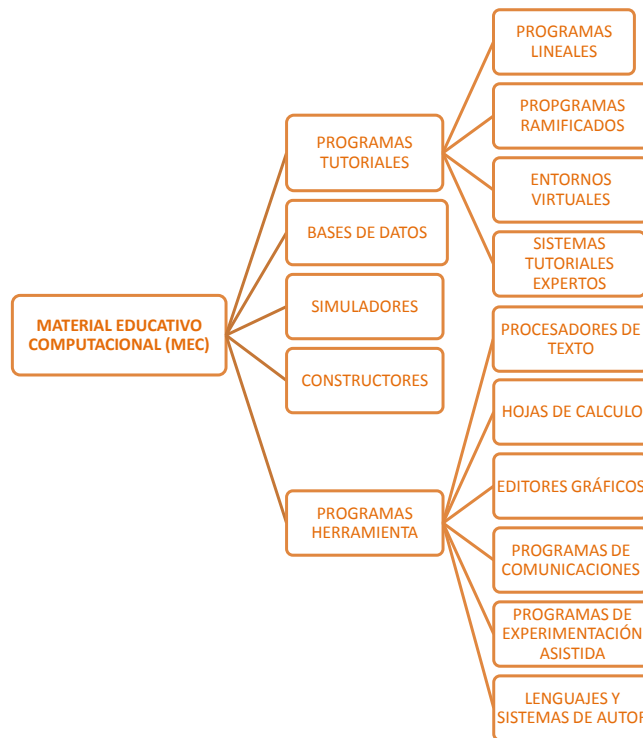 PROGRAMAS
LINEALES
PROPGRAMAS
RAMIFICADOS
PROGRAMAS
TUTORIALES
ENTORNOS
VIRTUALES
BASES DE DATOS
SISTEMAS
TUTORIALES
EXPERTOS
SIMULADORES
MATERIAL EDUCATIVO
COMPUTACIONAL (MEC)
PROCESADORES DE
TEXTO
CONSTRUCTORES
HOJAS DE CALCULO
EDITORES GRÁFICOS
PROGRAMAS
HERRAMIENTA
PROGRAMAS DE
COMUNICACIONES
PROGRAMAS DE
EXPERIMENTACIÓN
ASISTIDA
LENGUAJES Y
SISTEMAS DE AUTOR